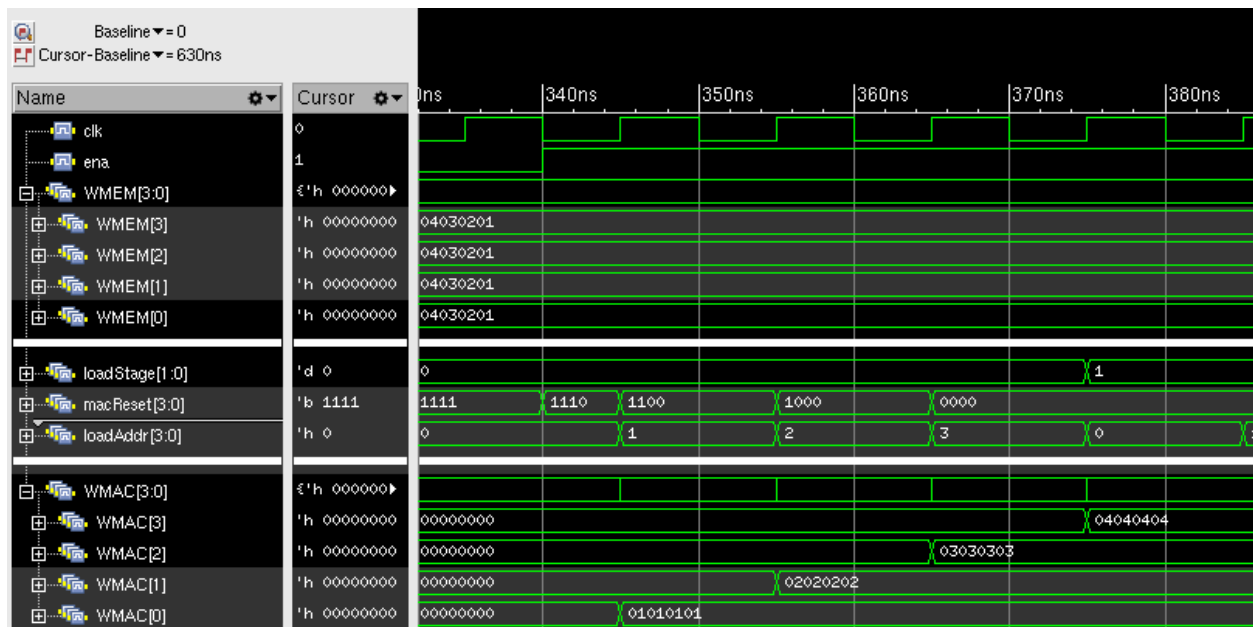 Baseline▼= 0
Cursor-Baseline▼= 630ns
Name Cursor 0ns 340ns 350ns 360ns 370ns 380ns
clk 0
ena 1
WMEM[3:0] {'h 000000▶
WMEM[3] 'h 00000000 04030201
WMEM[2] 'h 00000000 04030201
WMEM[1] 'h 00000000 04030201
WMEM[0] 'h 00000000 04030201
loadStage[1:0] 'd 0 0 1
macReset[3:0] 'b 1111 1111 1110 1100 1000 0000
loadAddr[3:0] 'h 0 0 1 2 3 0
WMAC[3:0] {'h 000000▶
WMAC[3] 'h 00000000 00000000 04040404
WMAC[2] 'h 00000000 00000000 03030303
WMAC[1] 'h 00000000 00000000 02020202
WMAC[0] 'h 00000000 00000000 01010101